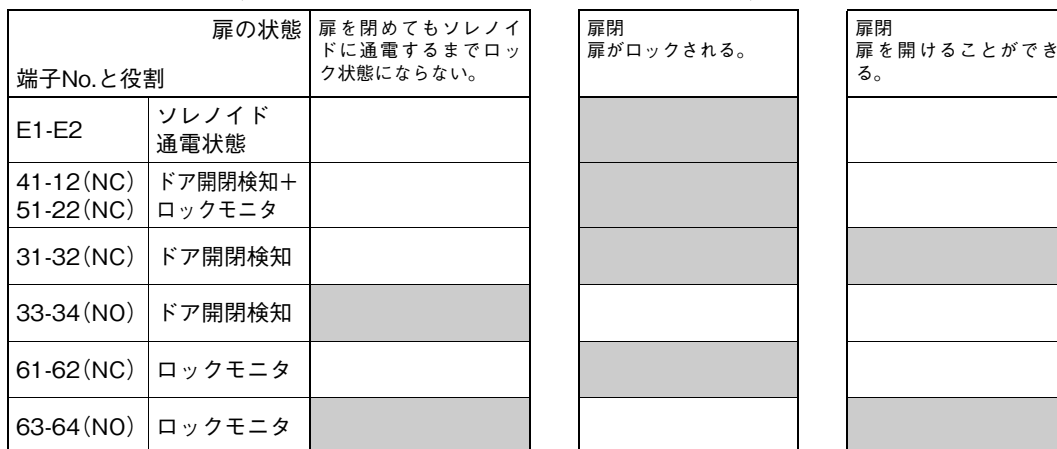 扉の状態
端子No.と役割
扉を閉めてもソレノイ
ドに通電するまでロッ
ク状態にならない。
扉閉
扉がロックされる。
扉閉
扉を開けることができ
る。
E1-E2
ソレノイド
通電状態
41-12(NC)
51-22(NC)
ドア開閉検知+
ロックモニタ
31-32(NC) ドア開閉検知
33-34(NO) ドア開閉検知
61-62(NC) ロックモニタ
63-64(NO) ロックモニタ